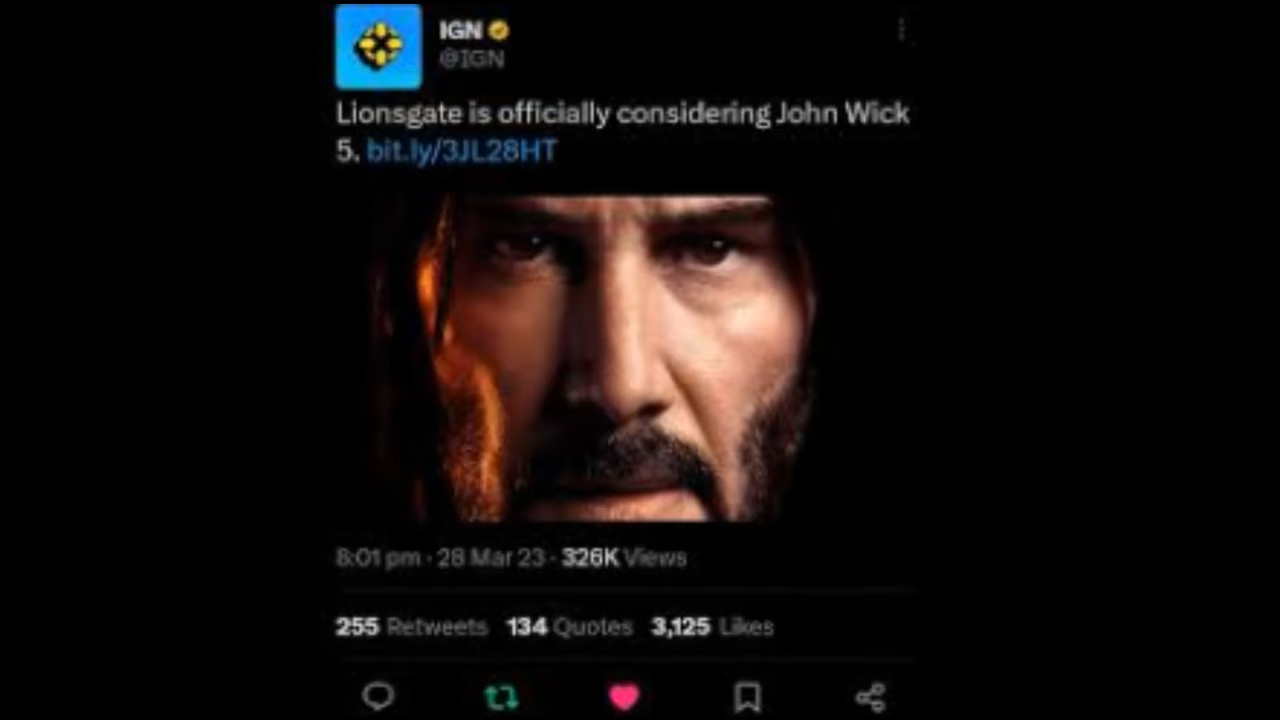 IGN
@IGN
Lionsgate is officially considering John Wick
5. bit.ly/3JL28HT
8:01 pm · 28 Mar 23 · 326K Views
255 Retweets 134 Quotes 3,125 Likes